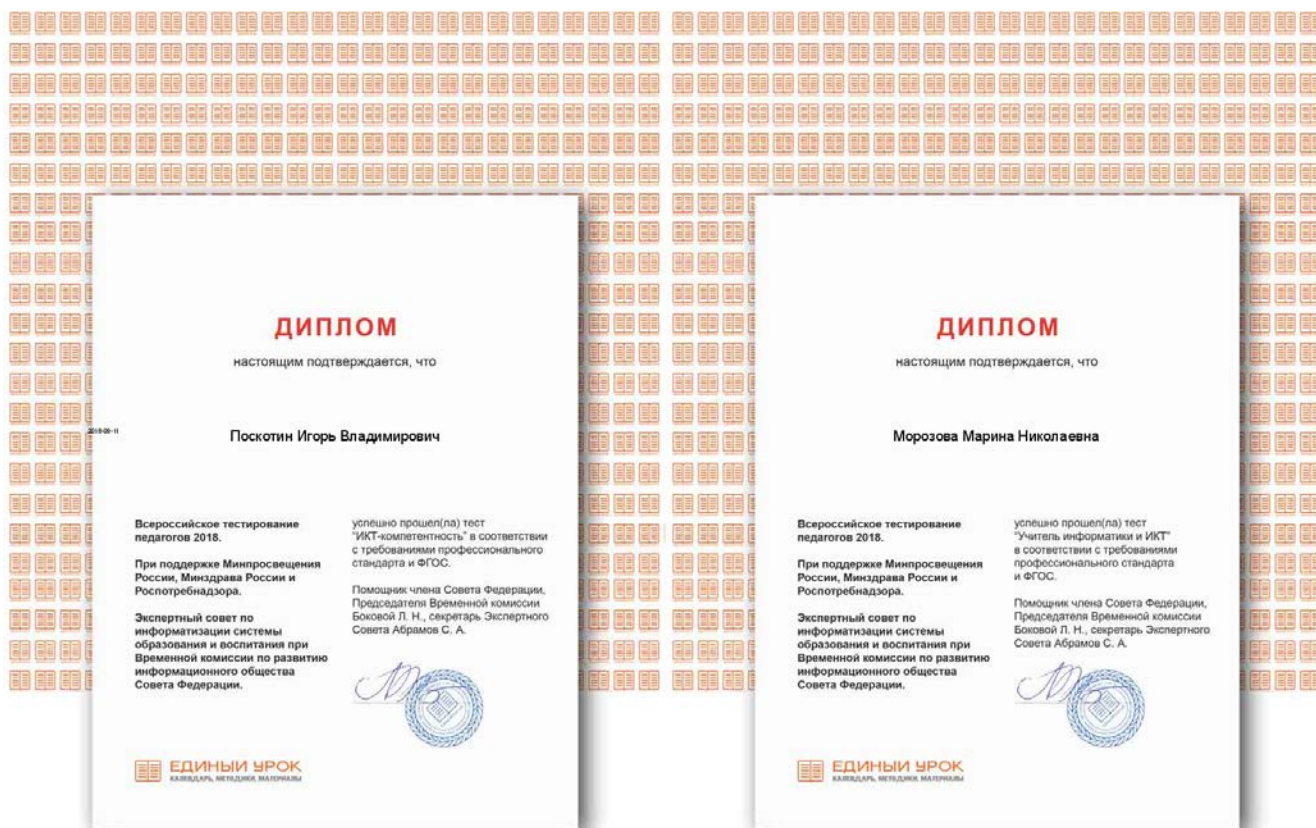 ДИПЛОМ
настоящим подтверждается, что
Поскотин Игорь Владимирович
Всероссийское тестирование
педагогов 2018.
При поддержке Минпросвещения
России, Минздрава России и
Роспотребнадзора.
Экспертный совет по
информатизации системы
образования и воспитания при
Временной комиссии по развитию
информационного общества
Совета Федерации.
успешно прошел(ла) тест
"ИКТ-компетентность" в соответствии
с требованиями профессионального
стандарта и ФГОС.
Помощник члена Совета Федерации,
Председателя Временной комиссии
Боковой Л. Н., секретарь Экспертного
Совета Абрамов С. А.
ЕДИНЫЙ УРОК
КАЛЕНДАРЬ, МЕТОДИКИ, МАТЕРИАЛЫ
ДИПЛОМ
настоящим подтверждается, что
Морозова Марина Николаевна
Всероссийское тестирование
педагогов 2018.
При поддержке Минпросвещения
России, Минздрава России и
Роспотребнадзора.
Экспертный совет по
информатизации системы
образования и воспитания при
Временной комиссии по развитию
информационного общества
Совета Федерации.
успешно прошел(ла) тест
"Учитель информатики и ИКТ"
в соответствии с требованиями
профессионального стандарта
и ФГОС.
Помощник члена Совета Федерации,
Председателя Временной комиссии
Боковой Л. Н., секретарь Экспертного
Совета Абрамов С. А.
ЕДИНЫЙ УРОК
КАЛЕНДАРЬ, МЕТОДИКИ, МАТЕРИАЛЫ